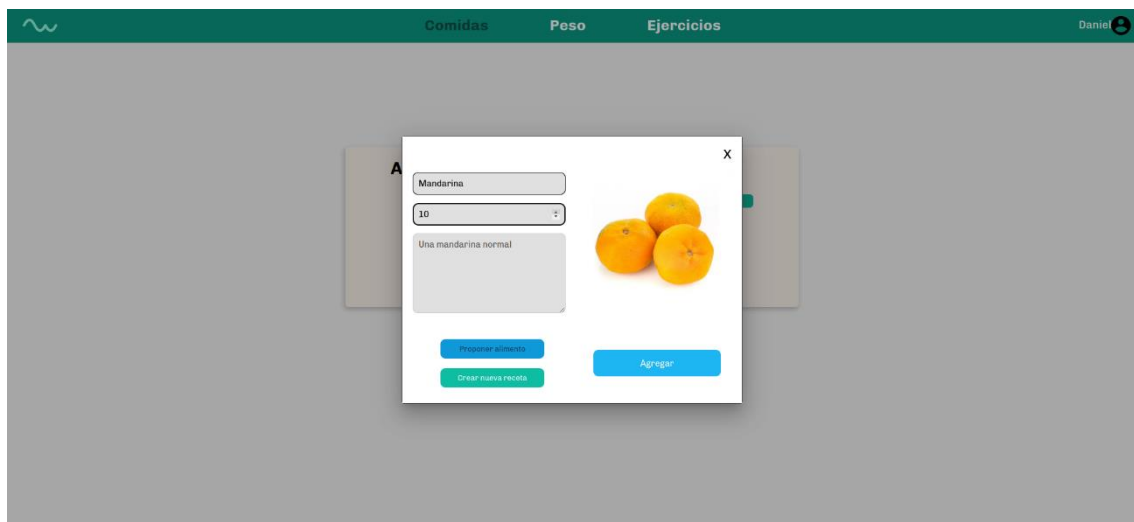 Comidas Peso Ejercicios Daniel
X
A
Mandarina
10
Una mandarina normal
Proponer alimento
Agregar
Crear nueva receta